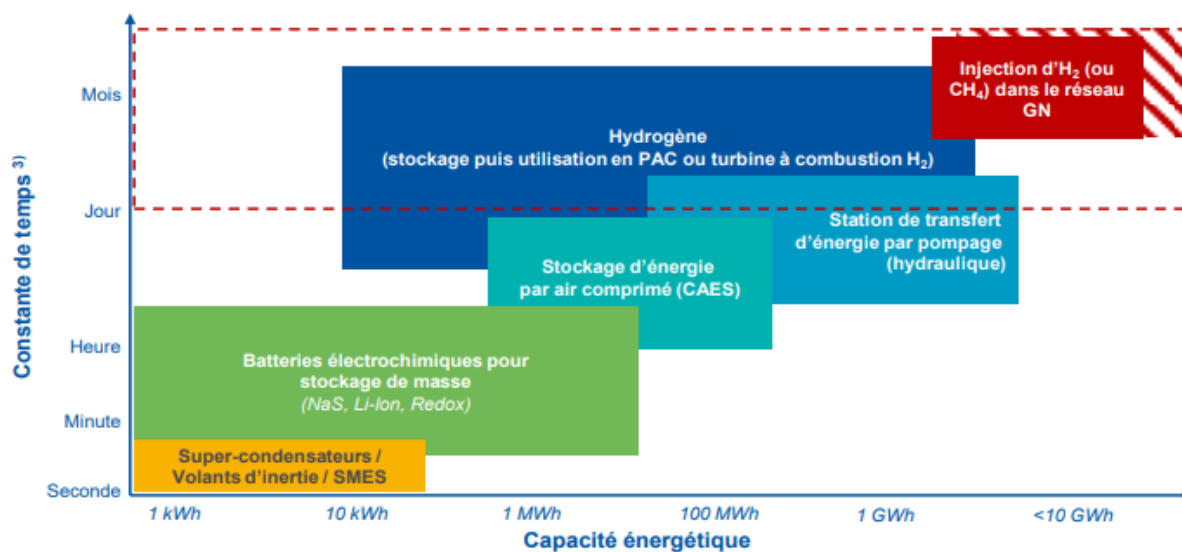 Constante de temps ³⁾
Mois
Jour
Heure
Minute
Seconde
Injection d'H₂ (ou
CH₄) dans le réseau
GN
Hydrogène
(stockage puis utilisation en PAC ou turbine à combustion H₂)
Station de transfert
d'énergie par pompage
(hydraulique)
Stockage d'énergie
par air comprimé (CAES)
Batteries électrochimiques pour
stockage de masse
(NaS, Li-Ion, Redox)
Super-condensateurs /
Volants d'inertie / SMES
1 kWh
10 kWh
1 MWh
100 MWh
1 GWh
<10 GWh
Capacité énergétique